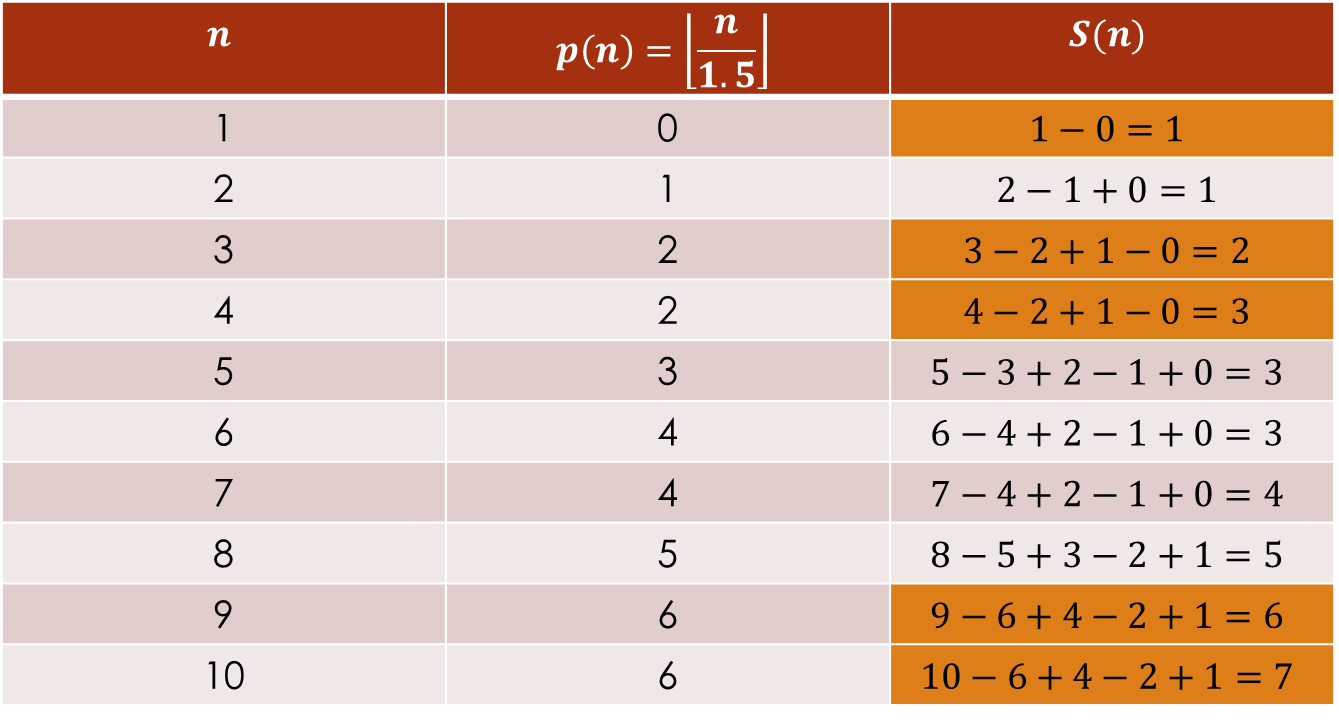 n p(n) = ⌊n/1.5⌋ S(n)
1 0 1 − 0 = 1
2 1 2 − 1 + 0 = 1
3 2 3 − 2 + 1 − 0 = 2
4 2 4 − 2 + 1 − 0 = 3
5 3 5 − 3 + 2 − 1 + 0 = 3
6 4 6 − 4 + 2 − 1 + 0 = 3
7 4 7 − 4 + 2 − 1 + 0 = 4
8 5 8 − 5 + 3 − 2 + 1 = 5
9 6 9 − 6 + 4 − 2 + 1 = 6
10 6 10 − 6 + 4 − 2 + 1 = 7